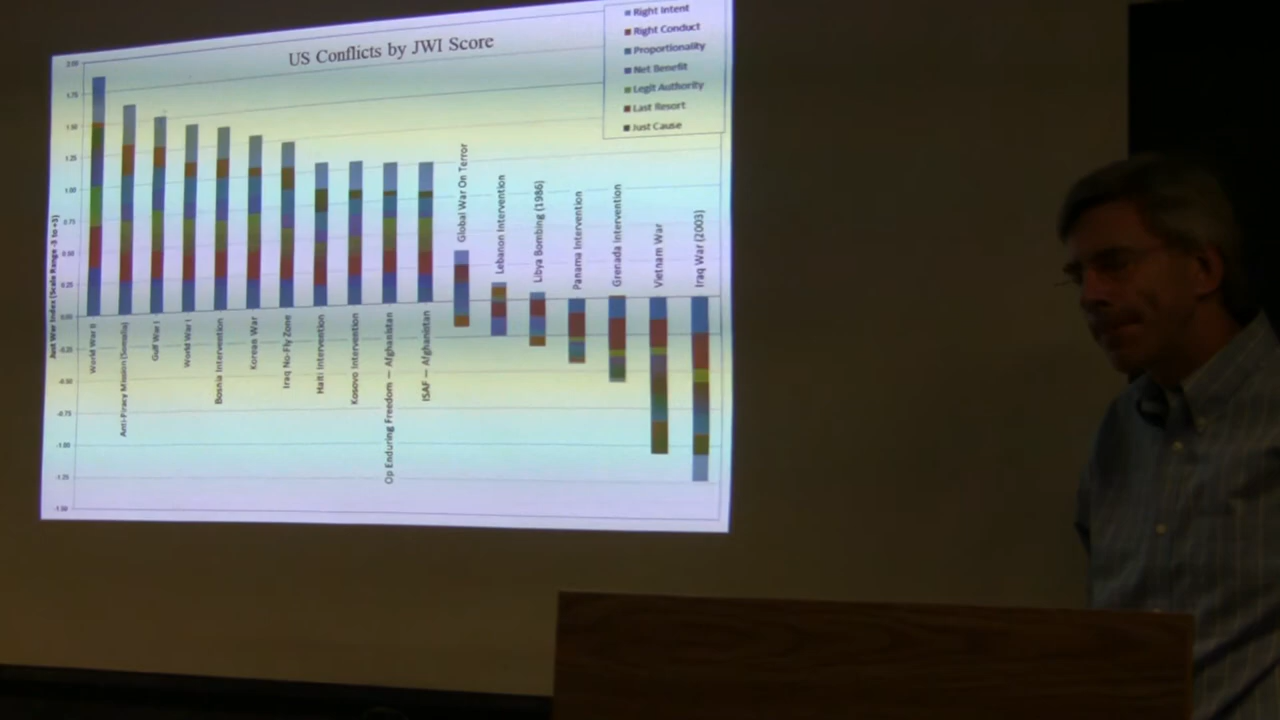 US Conflicts by JWI Score
Right Intent
Right Conduct
Proportionality
Net Benefit
Legit Authority
Last Resort
Just Cause
Just War Index (Scale Range -3 to +3)
2.00
1.75
1.50
1.25
1.00
0.75
0.50
0.25
0.00
-0.25
-0.50
-0.75
-1.00
-1.25
-1.50
World War II
Anti-Piracy Mission (Somalia)
Gulf War I
World War I
Bosnia Intervention
Korean War
Iraq No-Fly Zone
Haiti Intervention
Kosovo Intervention
Op Enduring Freedom — Afghanistan
ISAF — Afghanistan
Global War On Terror
Lebanon Intervention
Libya Bombing (1986)
Panama Intervention
Grenada Intervention
Vietnam War
Iraq War (2003)